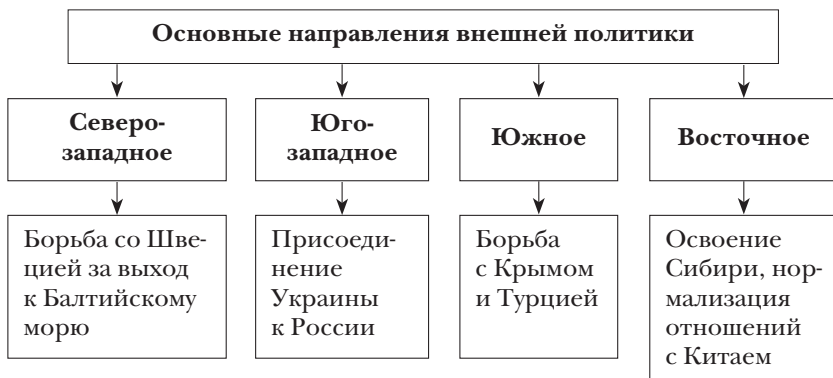 Основные направления внешней политики
Северо-
западное
Юго-
западное
Южное
Восточное
Борьба со Шве-
цией за выход
к Балтийскому
морю
Присоеди-
нение
Украины
к России
Борьба
с Крымом
и Турцией
Освоение
Сибири, нор-
мализация
отношений
с Китаем